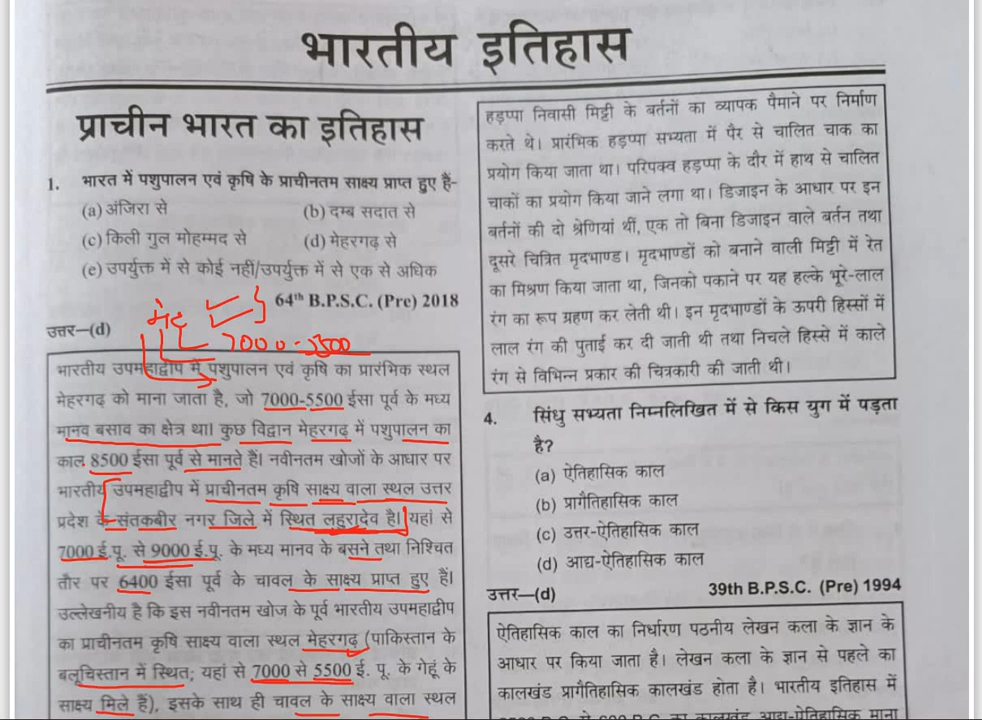 भारतीय इतिहास
प्राचीन भारत का इतिहास
1. भारत में पशुपालन एवं कृषि के प्राचीनतम साक्ष्य प्राप्त हुए हैं-
(a) अंजिरा से (b) दम्ब सदात से
(c) किली गुल मोहम्मद से (d) मेहरगढ़ से
(e) उपर्युक्त में से कोई नहीं/उपर्युक्त में से एक से अधिक
64th B.P.S.C. (Pre) 2018
उत्तर—(d)
7000-5500
भारतीय उपमहाद्वीप में पशुपालन एवं कृषि का प्रारंभिक स्थल
मेहरगढ़ को माना जाता है, जो 7000-5500 ईसा पूर्व के मध्य
मानव बसाव का क्षेत्र था। कुछ विद्वान मेहरगढ़ में पशुपालन का
काल 8500 ईसा पूर्व से मानते हैं। नवीनतम खोजों के आधार पर
भारतीय उपमहाद्वीप में प्राचीनतम कृषि साक्ष्य वाला स्थल उत्तर
प्रदेश के संतकबीर नगर जिले में स्थित लहुरादेव है। यहां से
7000 ई.पू. से 9000 ई.पू. के मध्य मानव के बसने तथा निश्चित
तौर पर 6400 ईसा पूर्व के चावल के साक्ष्य प्राप्त हुए हैं।
उल्लेखनीय है कि इस नवीनतम खोज के पूर्व भारतीय उपमहाद्वीप
का प्राचीनतम कृषि साक्ष्य वाला स्थल मेहरगढ़ (पाकिस्तान के
बलूचिस्तान में स्थित; यहां से 7000 से 5500 ई. पू. के गेहूं के
साक्ष्य मिले हैं), इसके साथ ही चावल के साक्ष्य वाला स्थल
हड़प्पा निवासी मिट्टी के बर्तनों का व्यापक पैमाने पर निर्माण
करते थे। प्रारंभिक हड़प्पा सभ्यता में पैर से चालित चाक का
प्रयोग किया जाता था। परिपक्व हड़प्पा के दौर में हाथ से चालित
चाकों का प्रयोग किया जाने लगा था। डिजाइन के आधार पर इन
बर्तनों की दो श्रेणियां थीं, एक तो बिना डिजाइन वाले बर्तन तथा
दूसरे चित्रित मृदभाण्ड। मृदभाण्डों को बनाने वाली मिट्टी में रेत
का मिश्रण किया जाता था, जिनको पकाने पर यह हल्के भूरे-लाल
रंग का रूप ग्रहण कर लेती थी। इन मृदभाण्डों के ऊपरी हिस्सों में
लाल रंग की पुताई कर दी जाती थी तथा निचले हिस्से में काले
रंग से विभिन्न प्रकार की चित्रकारी की जाती थी।
4. सिंधु सभ्यता निम्नलिखित में से किस युग में पड़ता
है?
(a) ऐतिहासिक काल
(b) प्रागैतिहासिक काल
(c) उत्तर-ऐतिहासिक काल
(d) आद्य-ऐतिहासिक काल
39th B.P.S.C. (Pre) 1994
उत्तर—(d)
ऐतिहासिक काल का निर्धारण पठनीय लेखन कला के ज्ञान के
आधार पर किया जाता है। लेखन कला के ज्ञान से पहले का
कालखंड प्रागैतिहासिक कालखंड होता है। भारतीय इतिहास में
का कालखंड आद्य-ऐतिहासिक माना